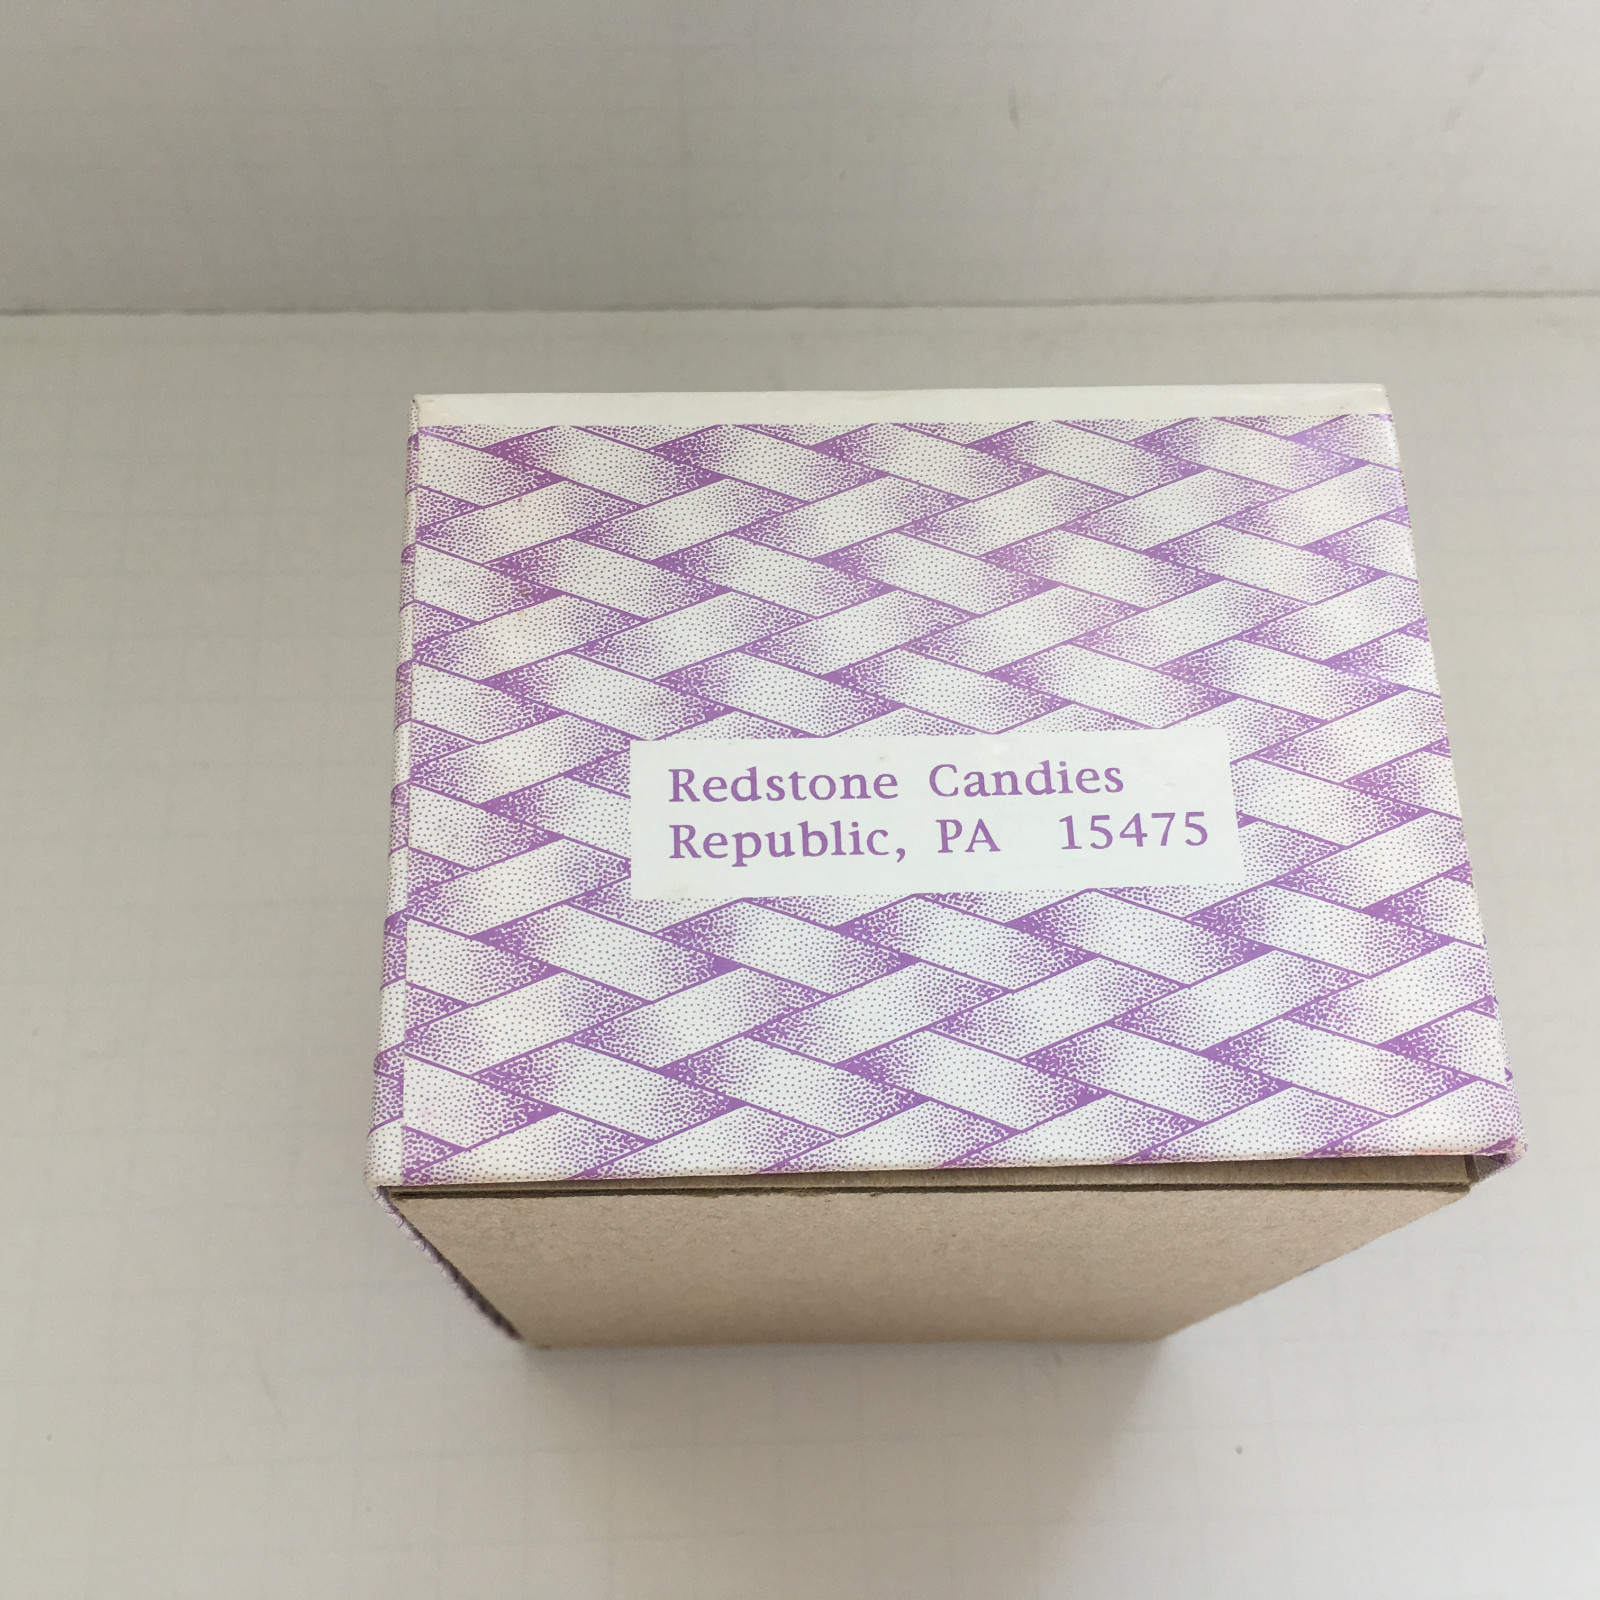 Redstone Candies
Republic, PA 15475